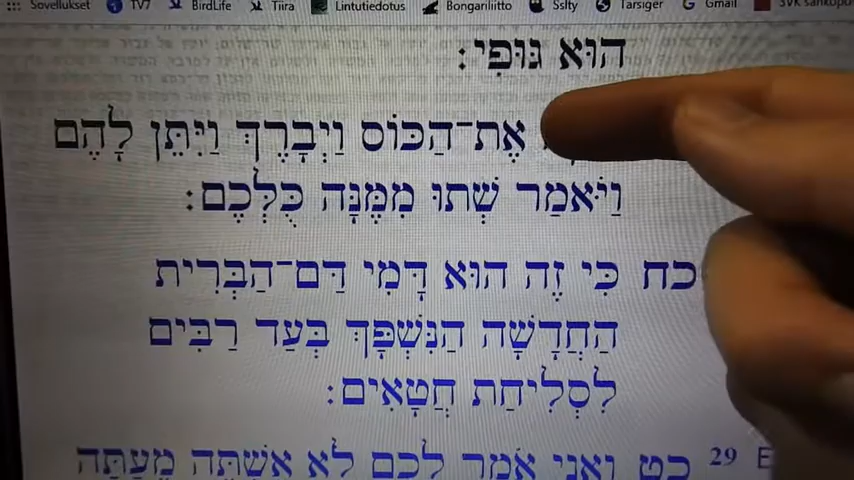 Sovellukset TV7 BirdLife Tiira Lintutiedotus Bongariliitto Sslty Tarsiger Gmail
הוּא גוּפִי׃
אֶת־הַכּוֹס וַיְבָרֶךְ וַיִּתֵּן לָהֶם
וַיֹּאמַר שְׁתוּ מִמֶּנָּה כֻּלְּכֶם׃
כח כִּי זֶה הוּא דָּמִי דַּם־הַבְּרִית
הַחֲדָשָׁה הַנִּשְׁפָּךְ בְּעַד רַבִּים
לִסְלִיחַת חֲטָאִים׃
כט וַאֲנִי אֹמֵר לָכֶם לֹא אֶשְׁתֶּה מֵעַתָּה 29